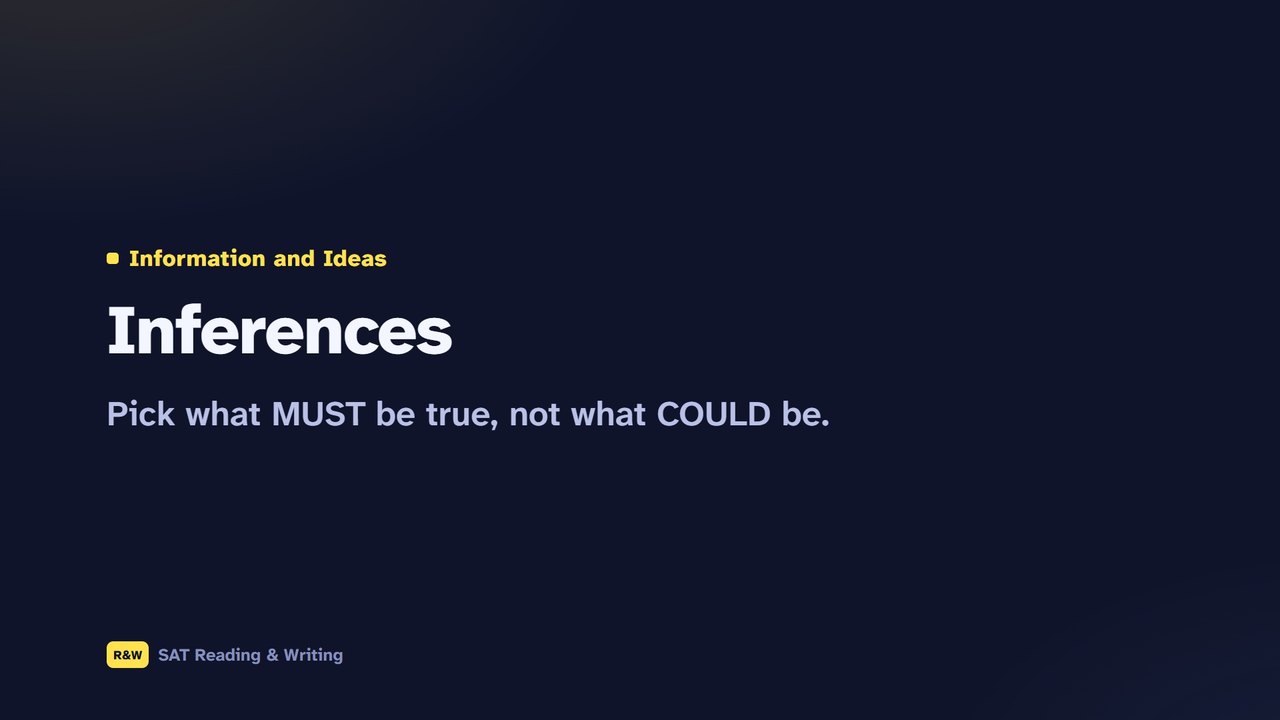 Information and Ideas
Inferences
Pick what MUST be true, not what COULD be.
R&W SAT Reading & Writing